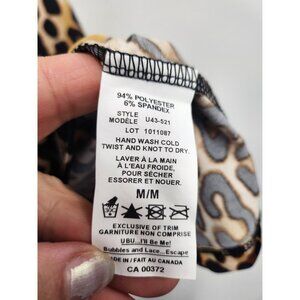 94% POLYESTER
6% SPANDEX
STYLE
MODÈLE U43-521
LOT 1011087
HAND WASH COLD
TWIST AND KNOT TO DRY.
LAVER À LA MAIN
À L'EAU FROIDE,
POUR SÉCHER
ESSORER ET NOUER.
M/M
EXCLUSIVE OF TRIM
GARNITURE NON COMPRISE
UBU...I'll Be Me!
Bubbles and Lace...Escape
MADE IN / FAIT AU CANADA
CA 00372